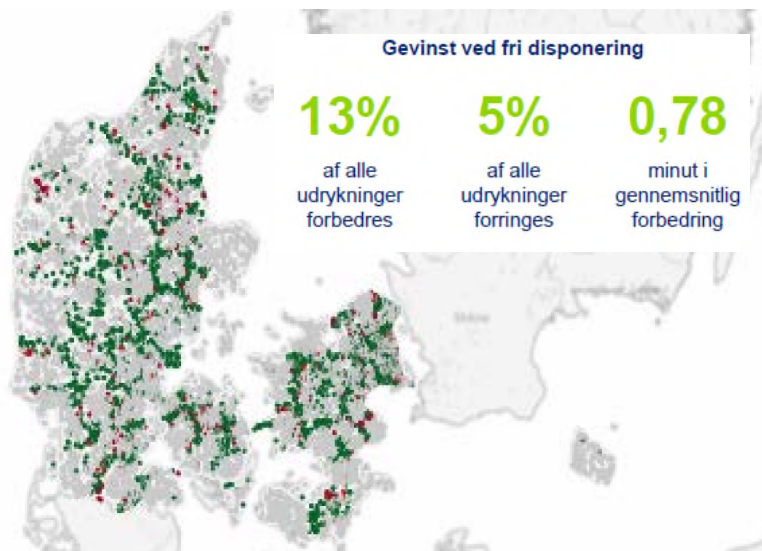 Gevinst ved fri disponering
13%
5%
0,78
af alle
udrykninger
forbedres
af alle
udrykninger
forringes
minut i
gennemsnitlig
forbedring